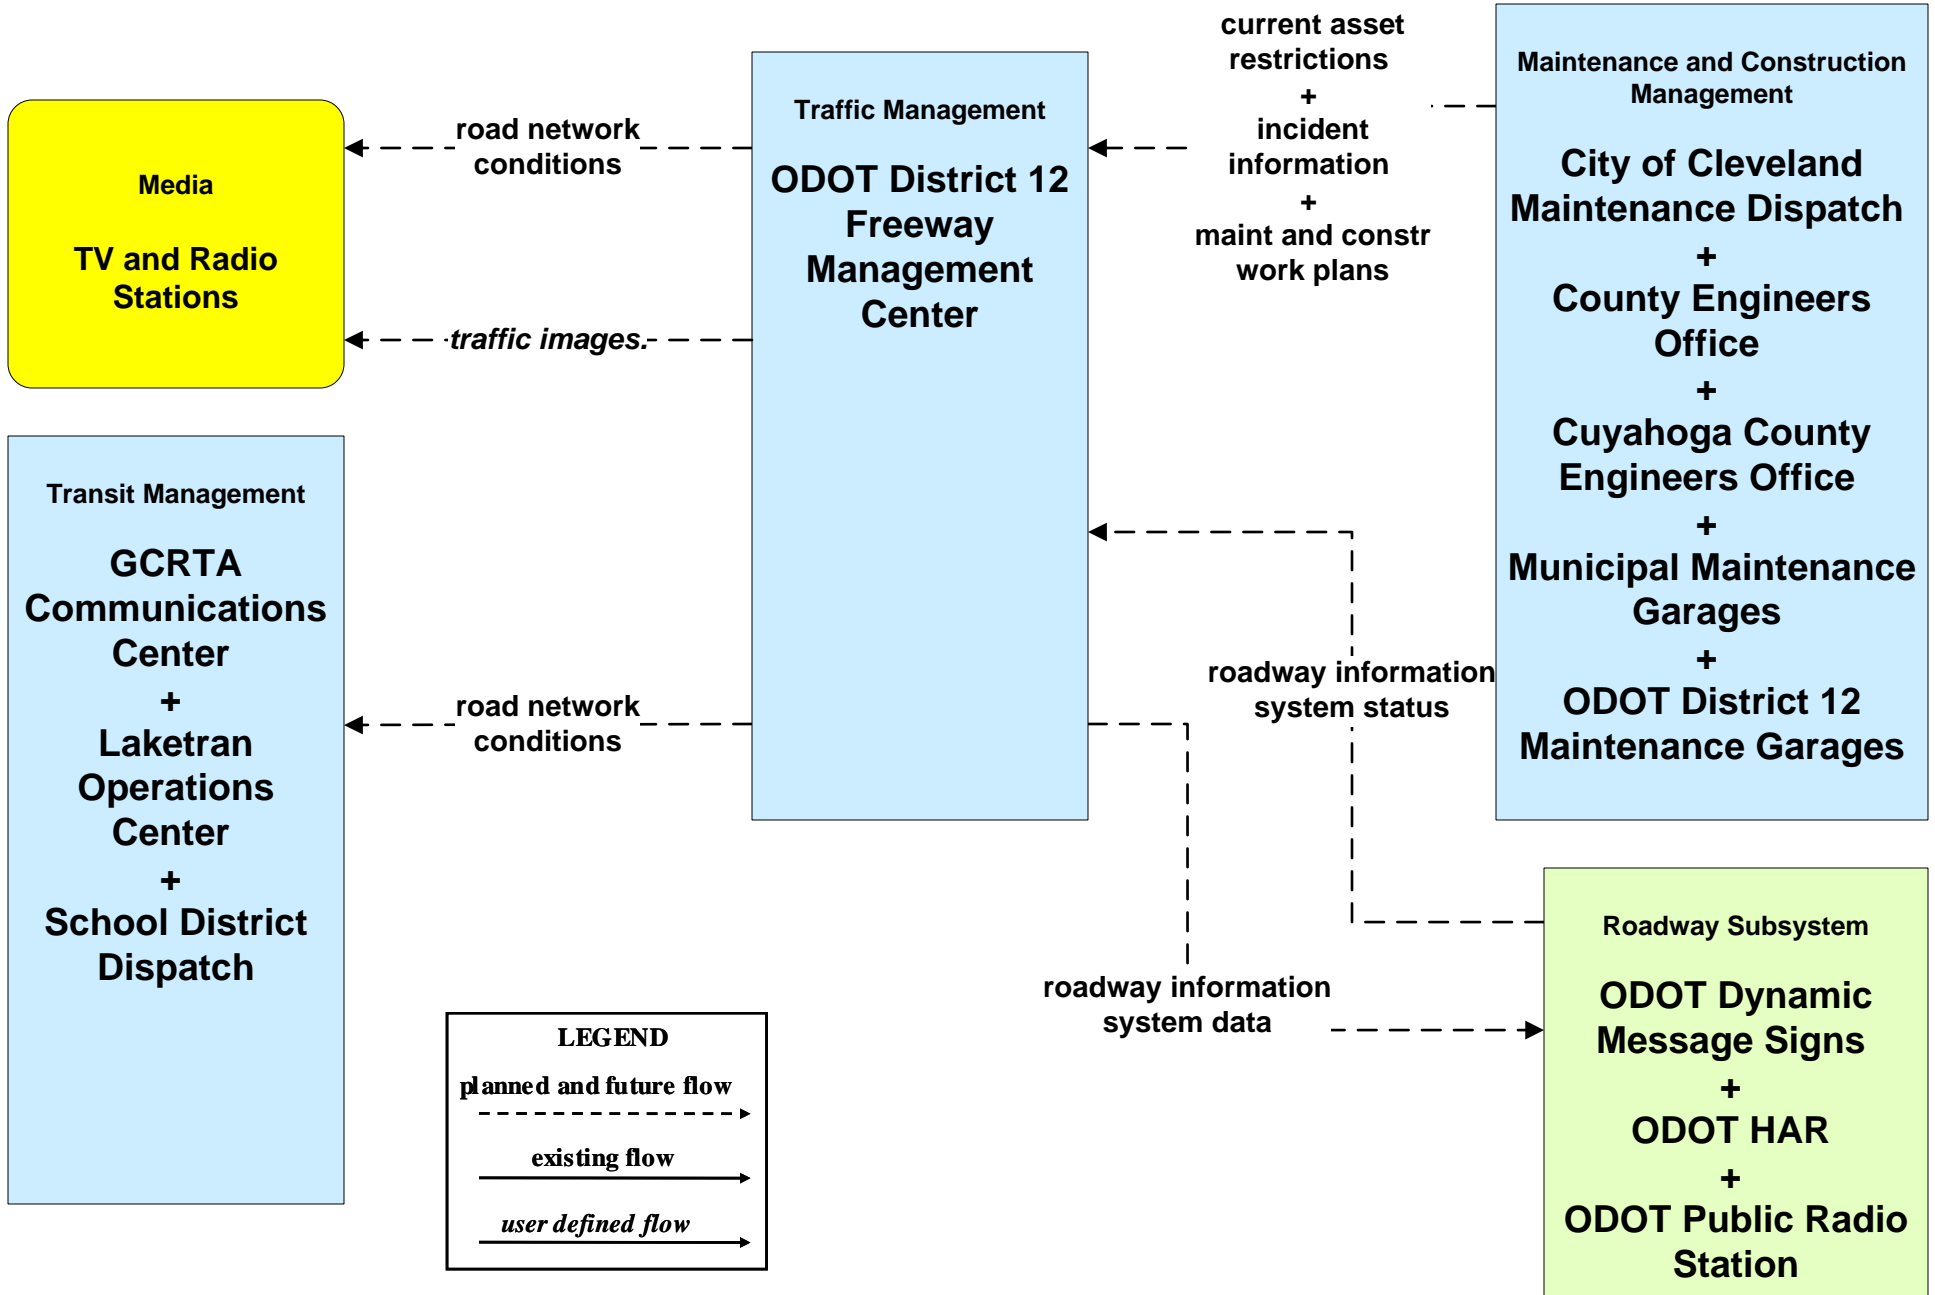 Media
TV and Radio
Stations
Transit Management
GCRTA
Communications
Center
+
Laketran
Operations
Center
+
School District
Dispatch
road network
conditions
traffic images.
road network
conditions
Traffic Management
ODOT District 12
Freeway
Management
Center
current asset
restrictions
+
incident
information
+
maint and constr
work plans
Maintenance and Construction
Management
City of Cleveland
Maintenance Dispatch
+
County Engineers
Office
+
Cuyahoga County
Engineers Office
+
Municipal Maintenance
Garages
+
ODOT District 12
Maintenance Garages
roadway information
system status
roadway information
system data
Roadway Subsystem
ODOT Dynamic
Message Signs
+
ODOT HAR
+
ODOT Public Radio
Station
LEGEND
planned and future flow
existing flow
user defined flow